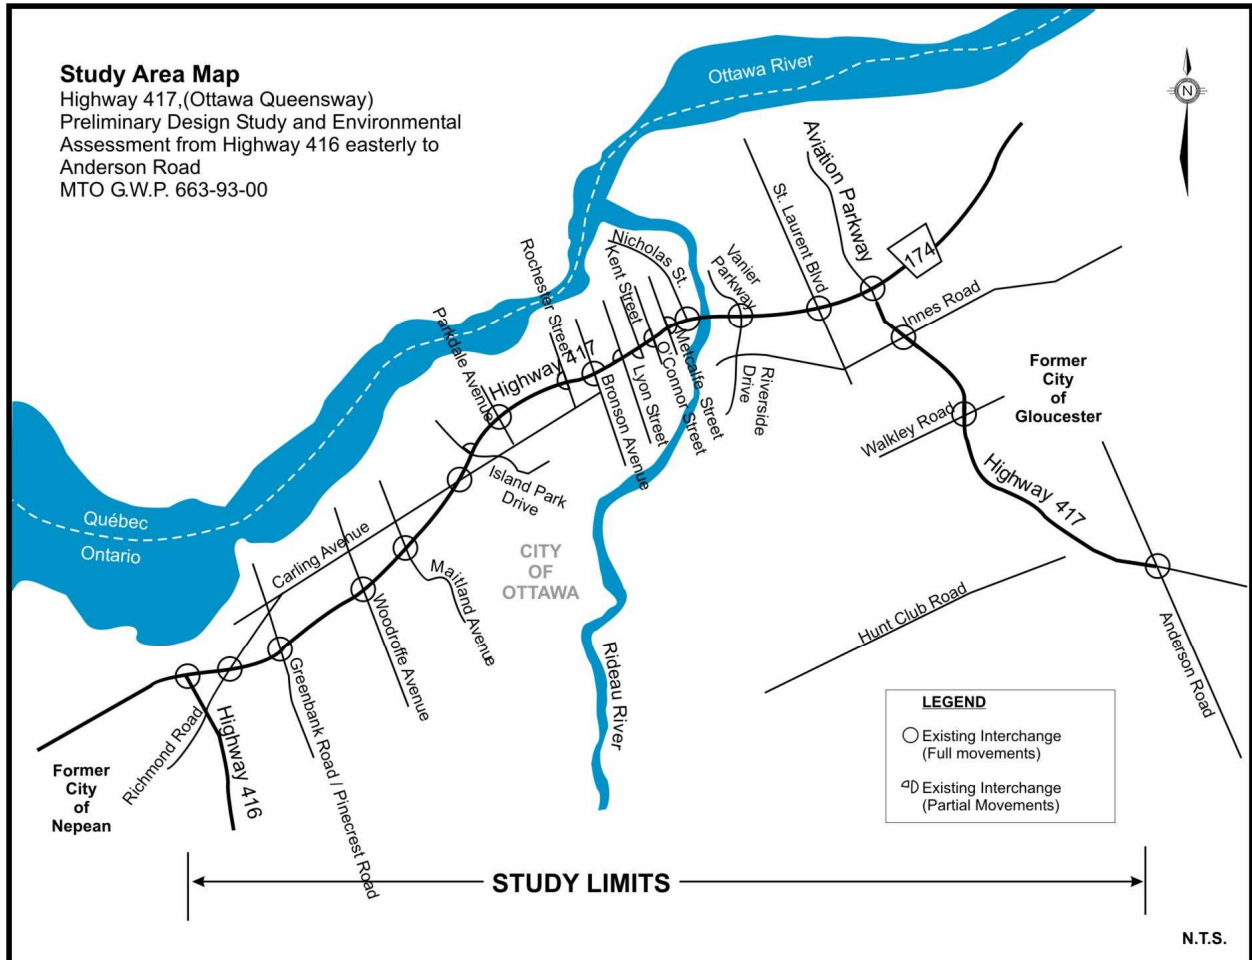 Study Area Map
Highway 417,(Ottawa Queensway)
Preliminary Design Study and Environmental
Assessment from Highway 416 easterly to
Anderson Road
MTO G.W.P. 663-93-00
Ottawa River
N
Aviation Parkway
St. Laurent Blvd
174
Nicholas St.
Vanier
Parkway
Kent Street
Rochester Street
Innes Road
Parkdale Avenue
Highway 417
Metcalfe Street
O'Connor Street
Lyon Street
Bronson Avenue
Riverside
Drive
Former
City
of
Gloucester
Walkley Road
Highway 417
Island Park
Drive
Québec
Ontario
Carling Avenue
CITY
OF
OTTAWA
Maitland Avenue
Woodroffe Avenue
Hunt Club Road
Anderson Road
Rideau River
Greenbank Road / Pinecrest Road
Richmond Road
Highway 416
Former
City
of
Nepean
LEGEND
Existing Interchange
(Full movements)
Existing Interchange
(Partial Movements)
STUDY LIMITS
N.T.S.